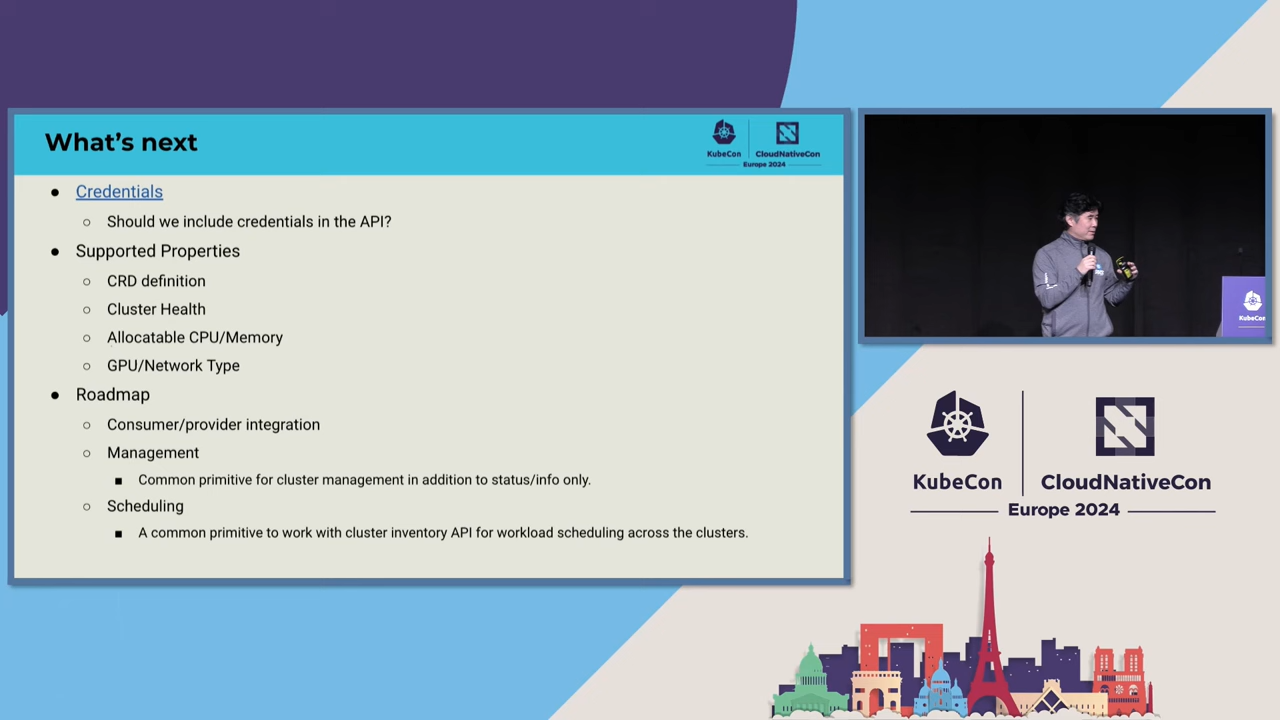 What's next
KubeCon
CloudNativeCon
Europe 2024
Credentials
Should we include credentials in the API?
Supported Properties
CRD definition
Cluster Health
Allocatable CPU/Memory
GPU/Network Type
Roadmap
Consumer/provider integration
Management
Common primitive for cluster management in addition to status/info only.
Scheduling
A common primitive to work with cluster inventory API for workload scheduling across the clusters.
KubeCon
KubeCon
CloudNativeCon
Europe 2024